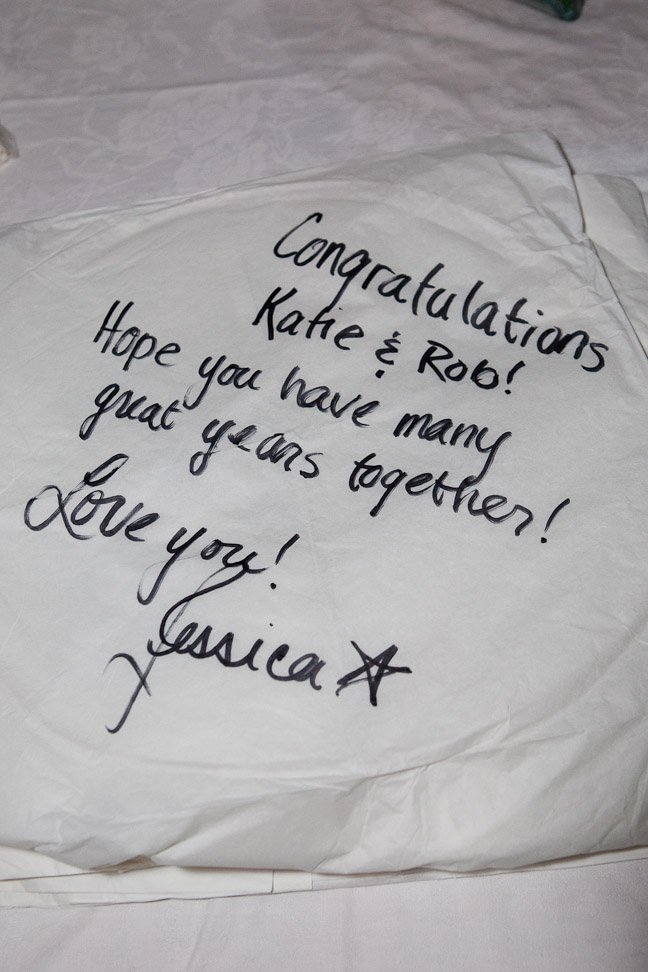 Congratulations
Katie & Rob!
Hope you have many
great years together!
Love you!
Jessica